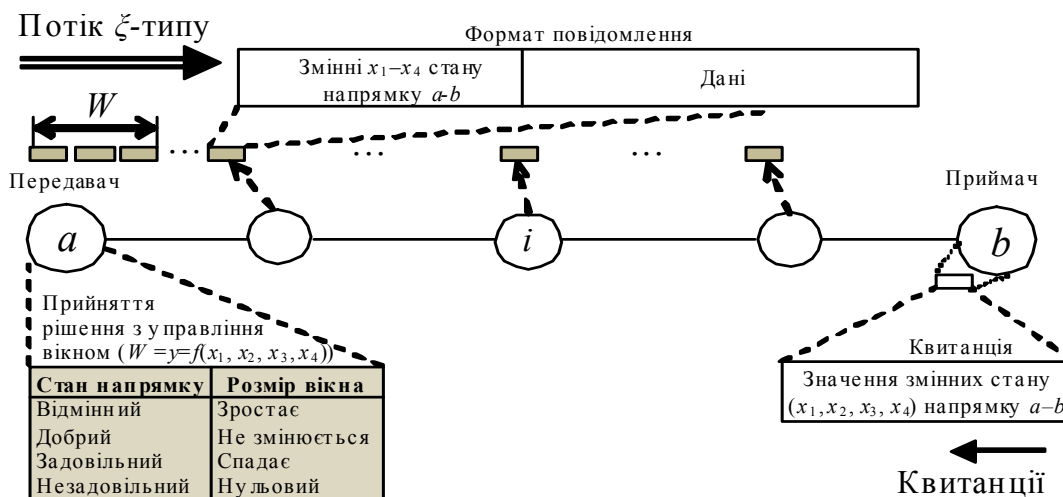 Потік ξ-типу
Формат повідомлення
Змінні x₁–x₄ стану
напрямку a-b
Дані
W
...
...
...
Передавач
Приймач
a
i
b
Прийняття
рішення з управління
вікном (W =y=f(x₁, x₂, x₃, x₄))
Стан напрямку Розмір вікна
Відмінний Зростає
Добрий Не змінюється
Задовільний Спадає
Незадовільний Нульовий
Квитанція
Значення змінних стану
(x₁, x₂, x₃, x₄) напрямку a–b
Квитанції